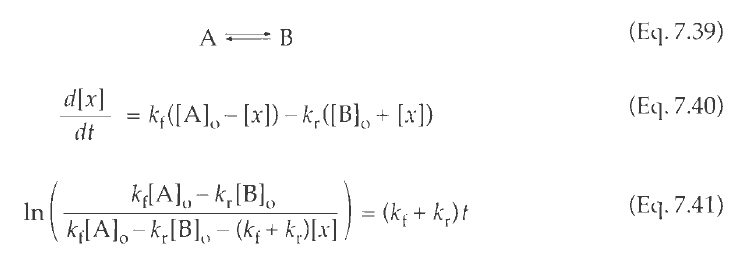 A ⇌ B (Eq. 7.39)
d[x]/dt = k_f([A]_o – [x]) – k_r([B]_o + [x]) (Eq. 7.40)
ln( (k_f[A]_o – k_r[B]_o) / (k_f[A]_o – k_r[B]_o – (k_f + k_r)[x]) ) = (k_f + k_r)t (Eq. 7.41)